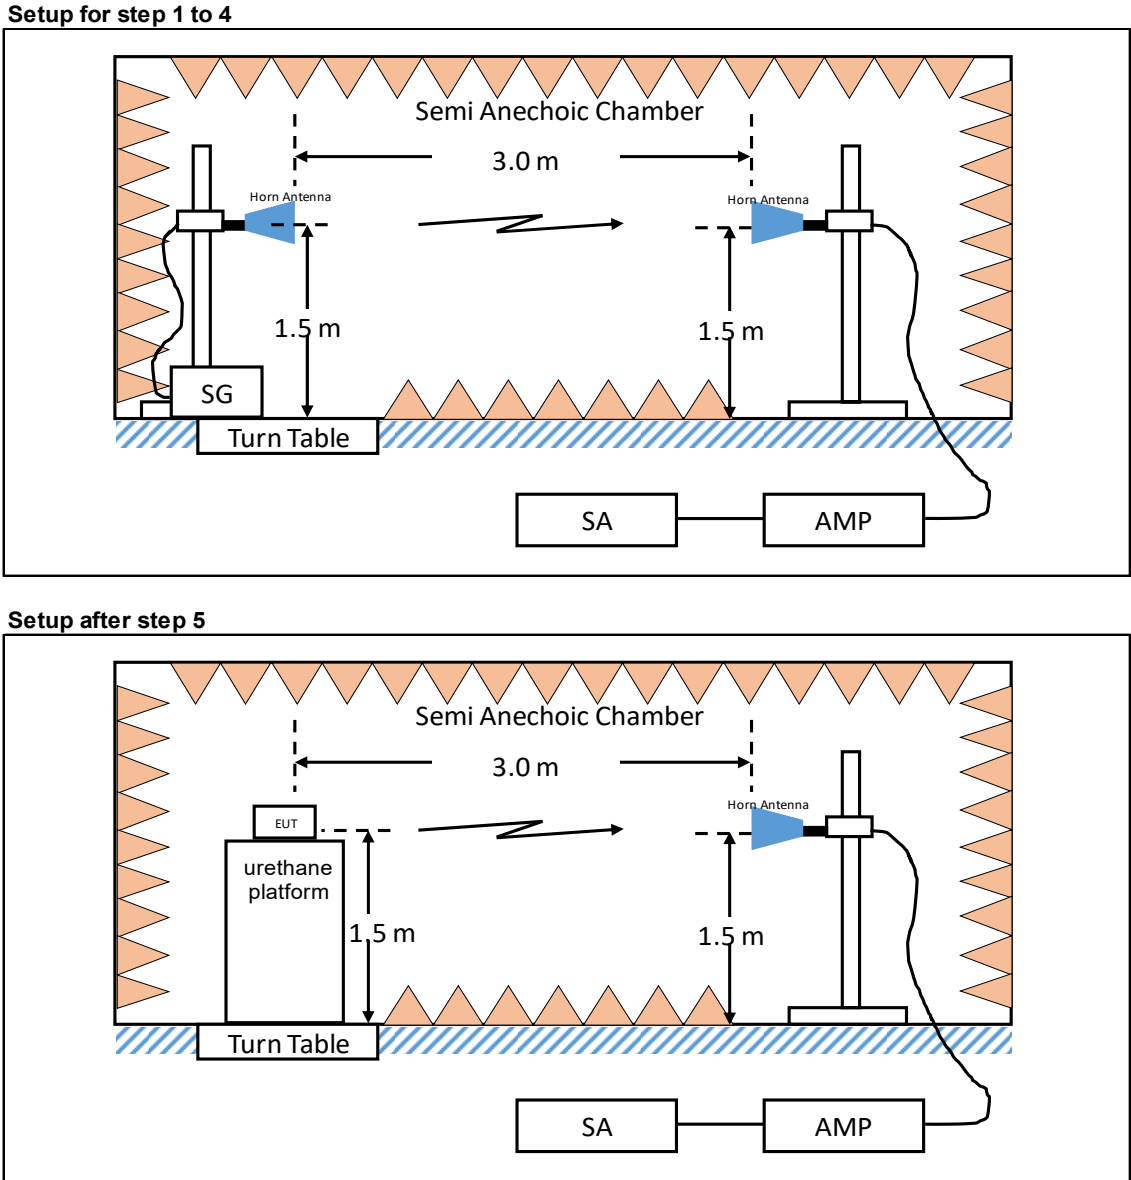 Setup for step 1 to 4
Semi Anechoic Chamber
3.0 m
Horn Antenna
Horn Antenna
1.5 m
1.5 m
SG
Turn Table
SA
AMP
Setup after step 5
Semi Anechoic Chamber
3.0 m
Horn Antenna
EUT
urethane
platform
1.5 m
1.5 m
Turn Table
SA
AMP